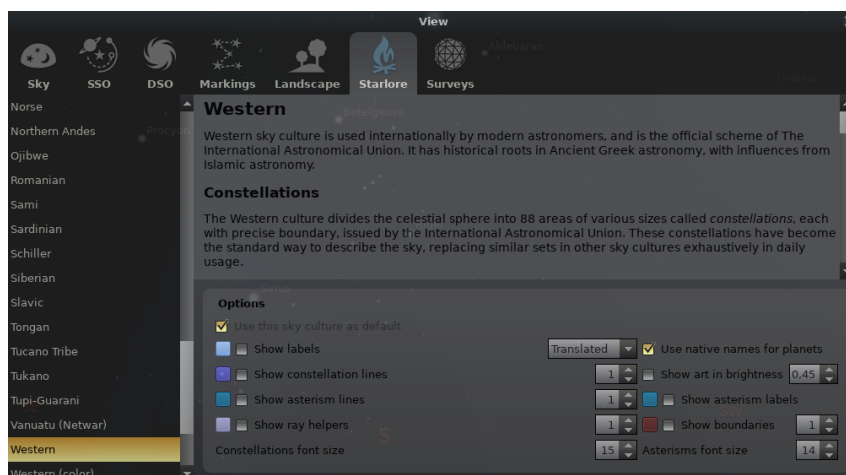 View
Sky SSO DSO Markings Landscape Starlore Surveys
Aldebaran
Uranus
Norse
Northern Andes
Ojibwe
Romanian
Sami
Sardinian
Schiller
Siberian
Slavic
Tongan
Tucano Tribe
Tukano
Tupi-Guarani
Vanuatu (Netwar)
Western
Western (color)
Procyon
Betelgeuse
Western
Western sky culture is used internationally by modern astronomers, and is the official scheme of The
International Astronomical Union. It has historical roots in Ancient Greek astronomy, with influences from
Islamic astronomy.
Constellations
The Western culture divides the celestial sphere into 88 areas of various sizes called constellations, each
with precise boundary, issued by the International Astronomical Union. These constellations have become
the standard way to describe the sky, replacing similar sets in other sky cultures exhaustively in daily
usage.
Sirius
Options
Use this sky culture as default
Show labels Translated Use native names for planets
Show constellation lines 1 Show art in brightness 0,45
Show asterism lines 1 Show asterism labels
SW
Show ray helpers 1 Show boundaries 1
S
Constellations font size 15 Asterisms font size 14